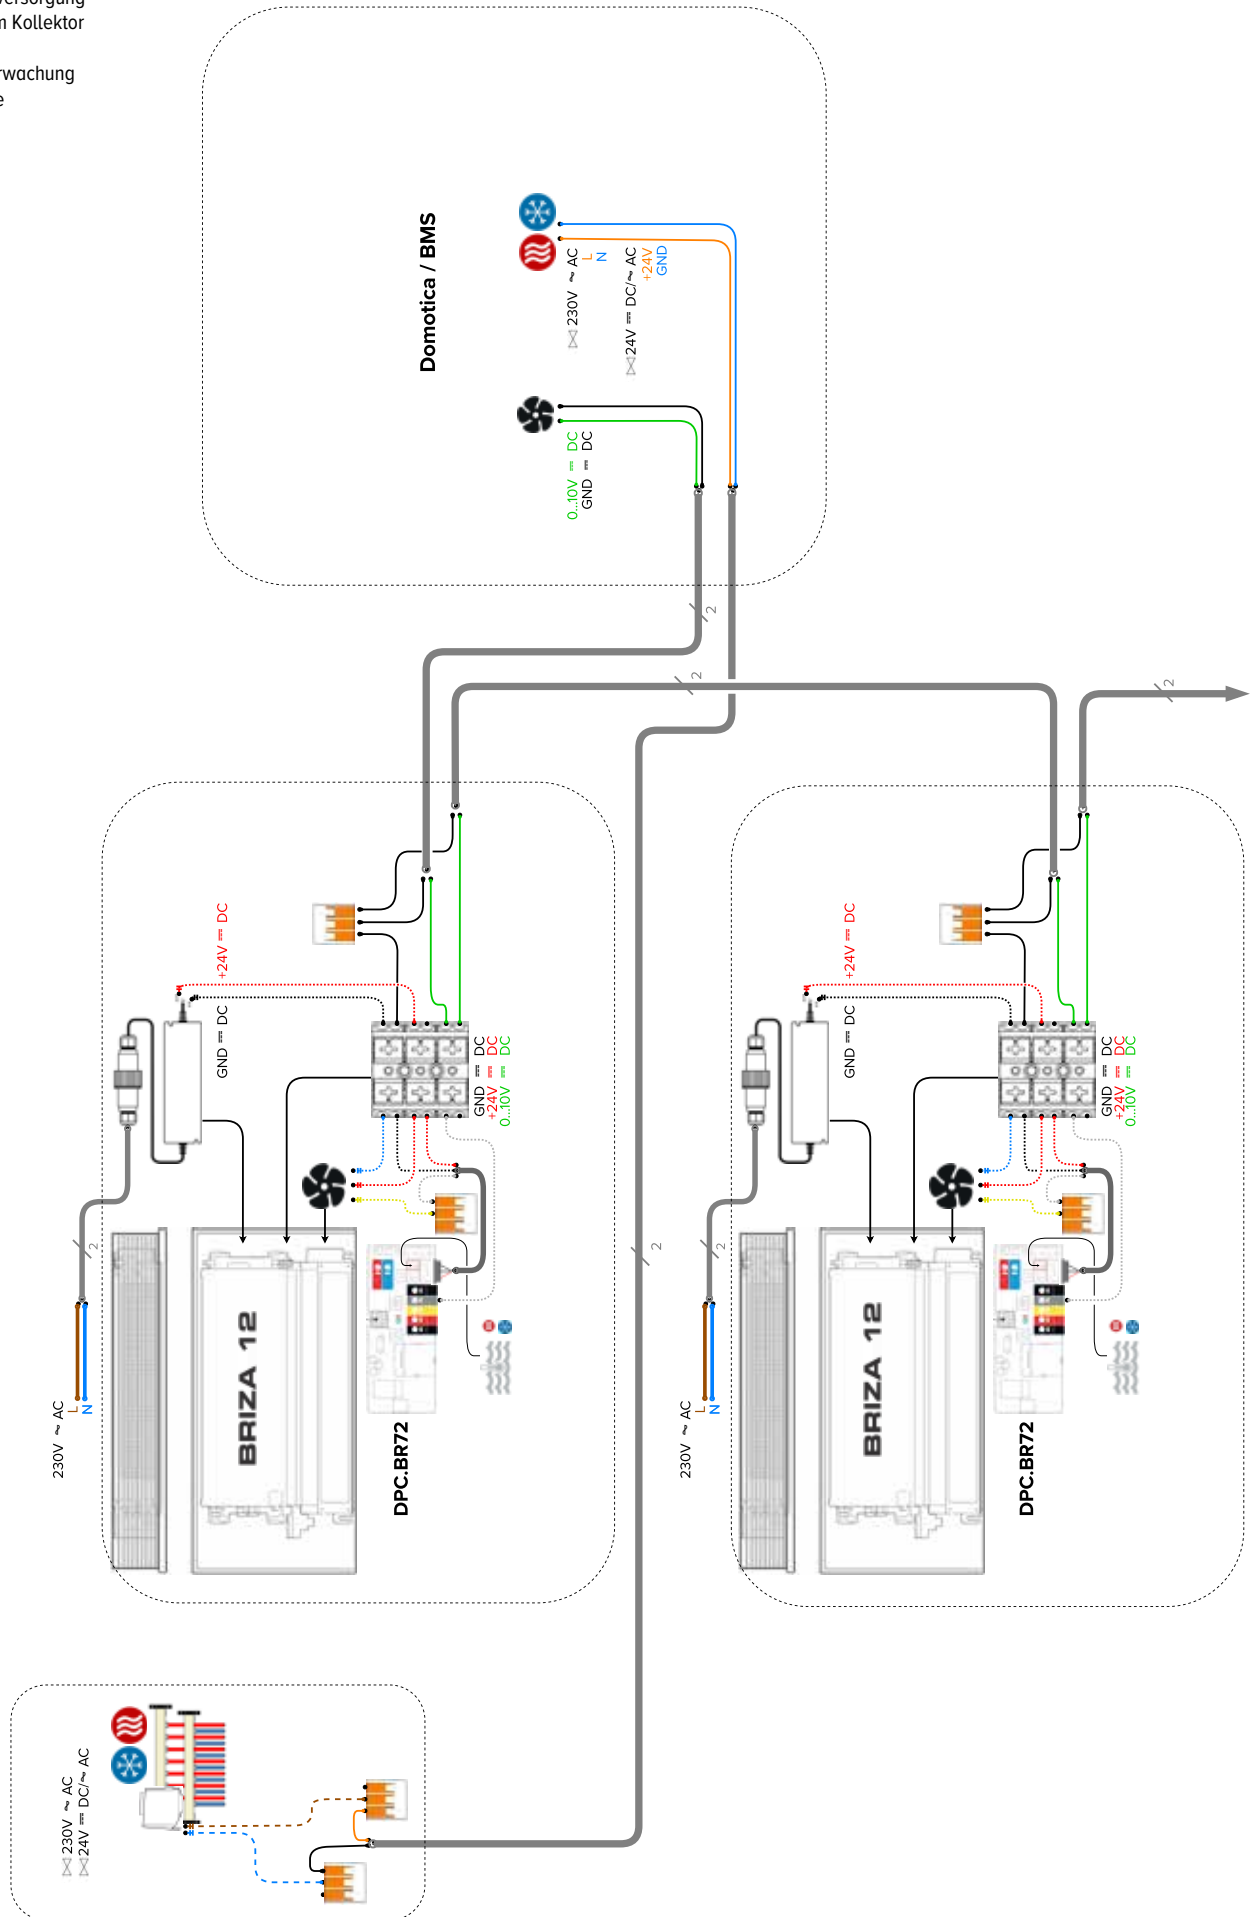 ersorgung
n Kollektor
rwachung
e
Domotica / BMS
230V ~ AC
L
N
24V ⎓ DC/~ AC
+24V
GND
0...10V ⎓ DC
GND ⎓ DC
2
2
2
2
+24V ⎓ DC
GND ⎓ DC
GND ⎓ DC
+24V ⎓ DC
0...10V ⎓ DC
2
230V ~ AC
L
N
BRIZA 12
DPC.BR72
+24V ⎓ DC
GND ⎓ DC
GND ⎓ DC
+24V ⎓ DC
0...10V ⎓ DC
2
230V ~ AC
L
N
BRIZA 12
DPC.BR72
230V ~ AC
24V ⎓ DC/~ AC